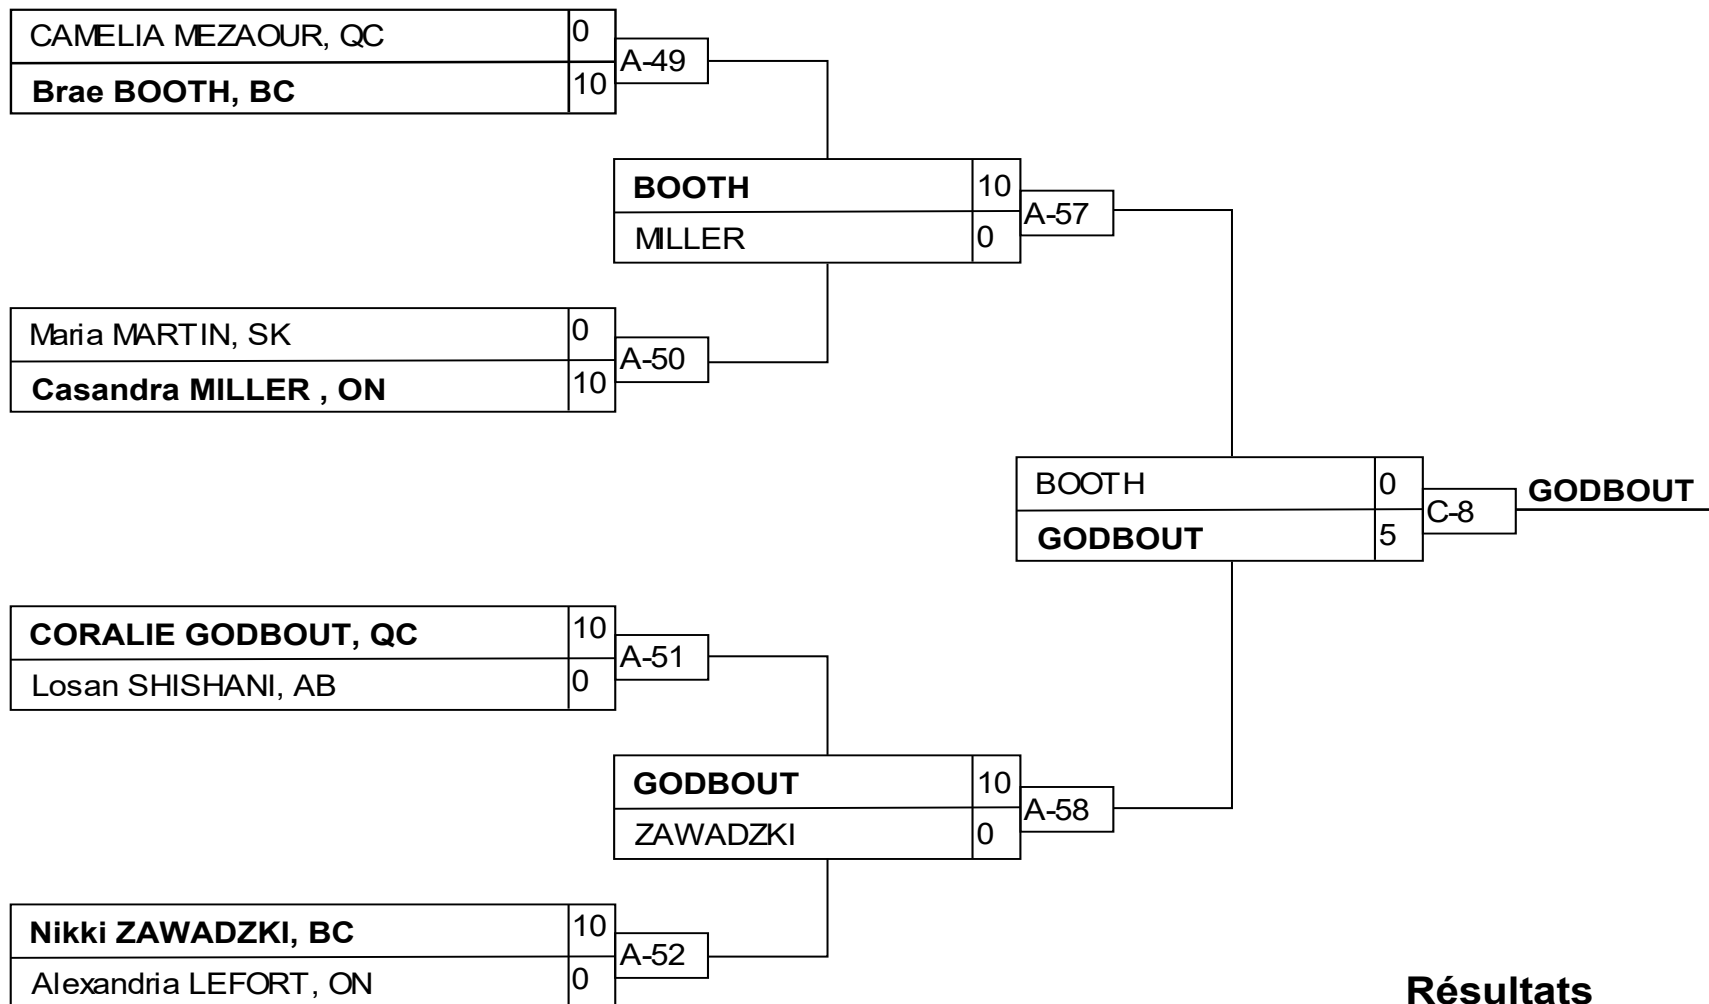 CAMELIA MEZAOUR, QC 0
A-49
Brae BOOTH, BC 10
BOOTH 10
A-57
MILLER 0
Maria MARTIN, SK 0
A-50
Casandra MILLER , ON 10
BOOTH 0
GODBOUT
C-8
GODBOUT 5
CORALIE GODBOUT, QC 10
A-51
Losan SHISHANI, AB 0
GODBOUT 10
A-58
ZAWADZKI 0
Nikki ZAWADZKI, BC 10
A-52
Alexandria LEFORT, ON 0
Résultats